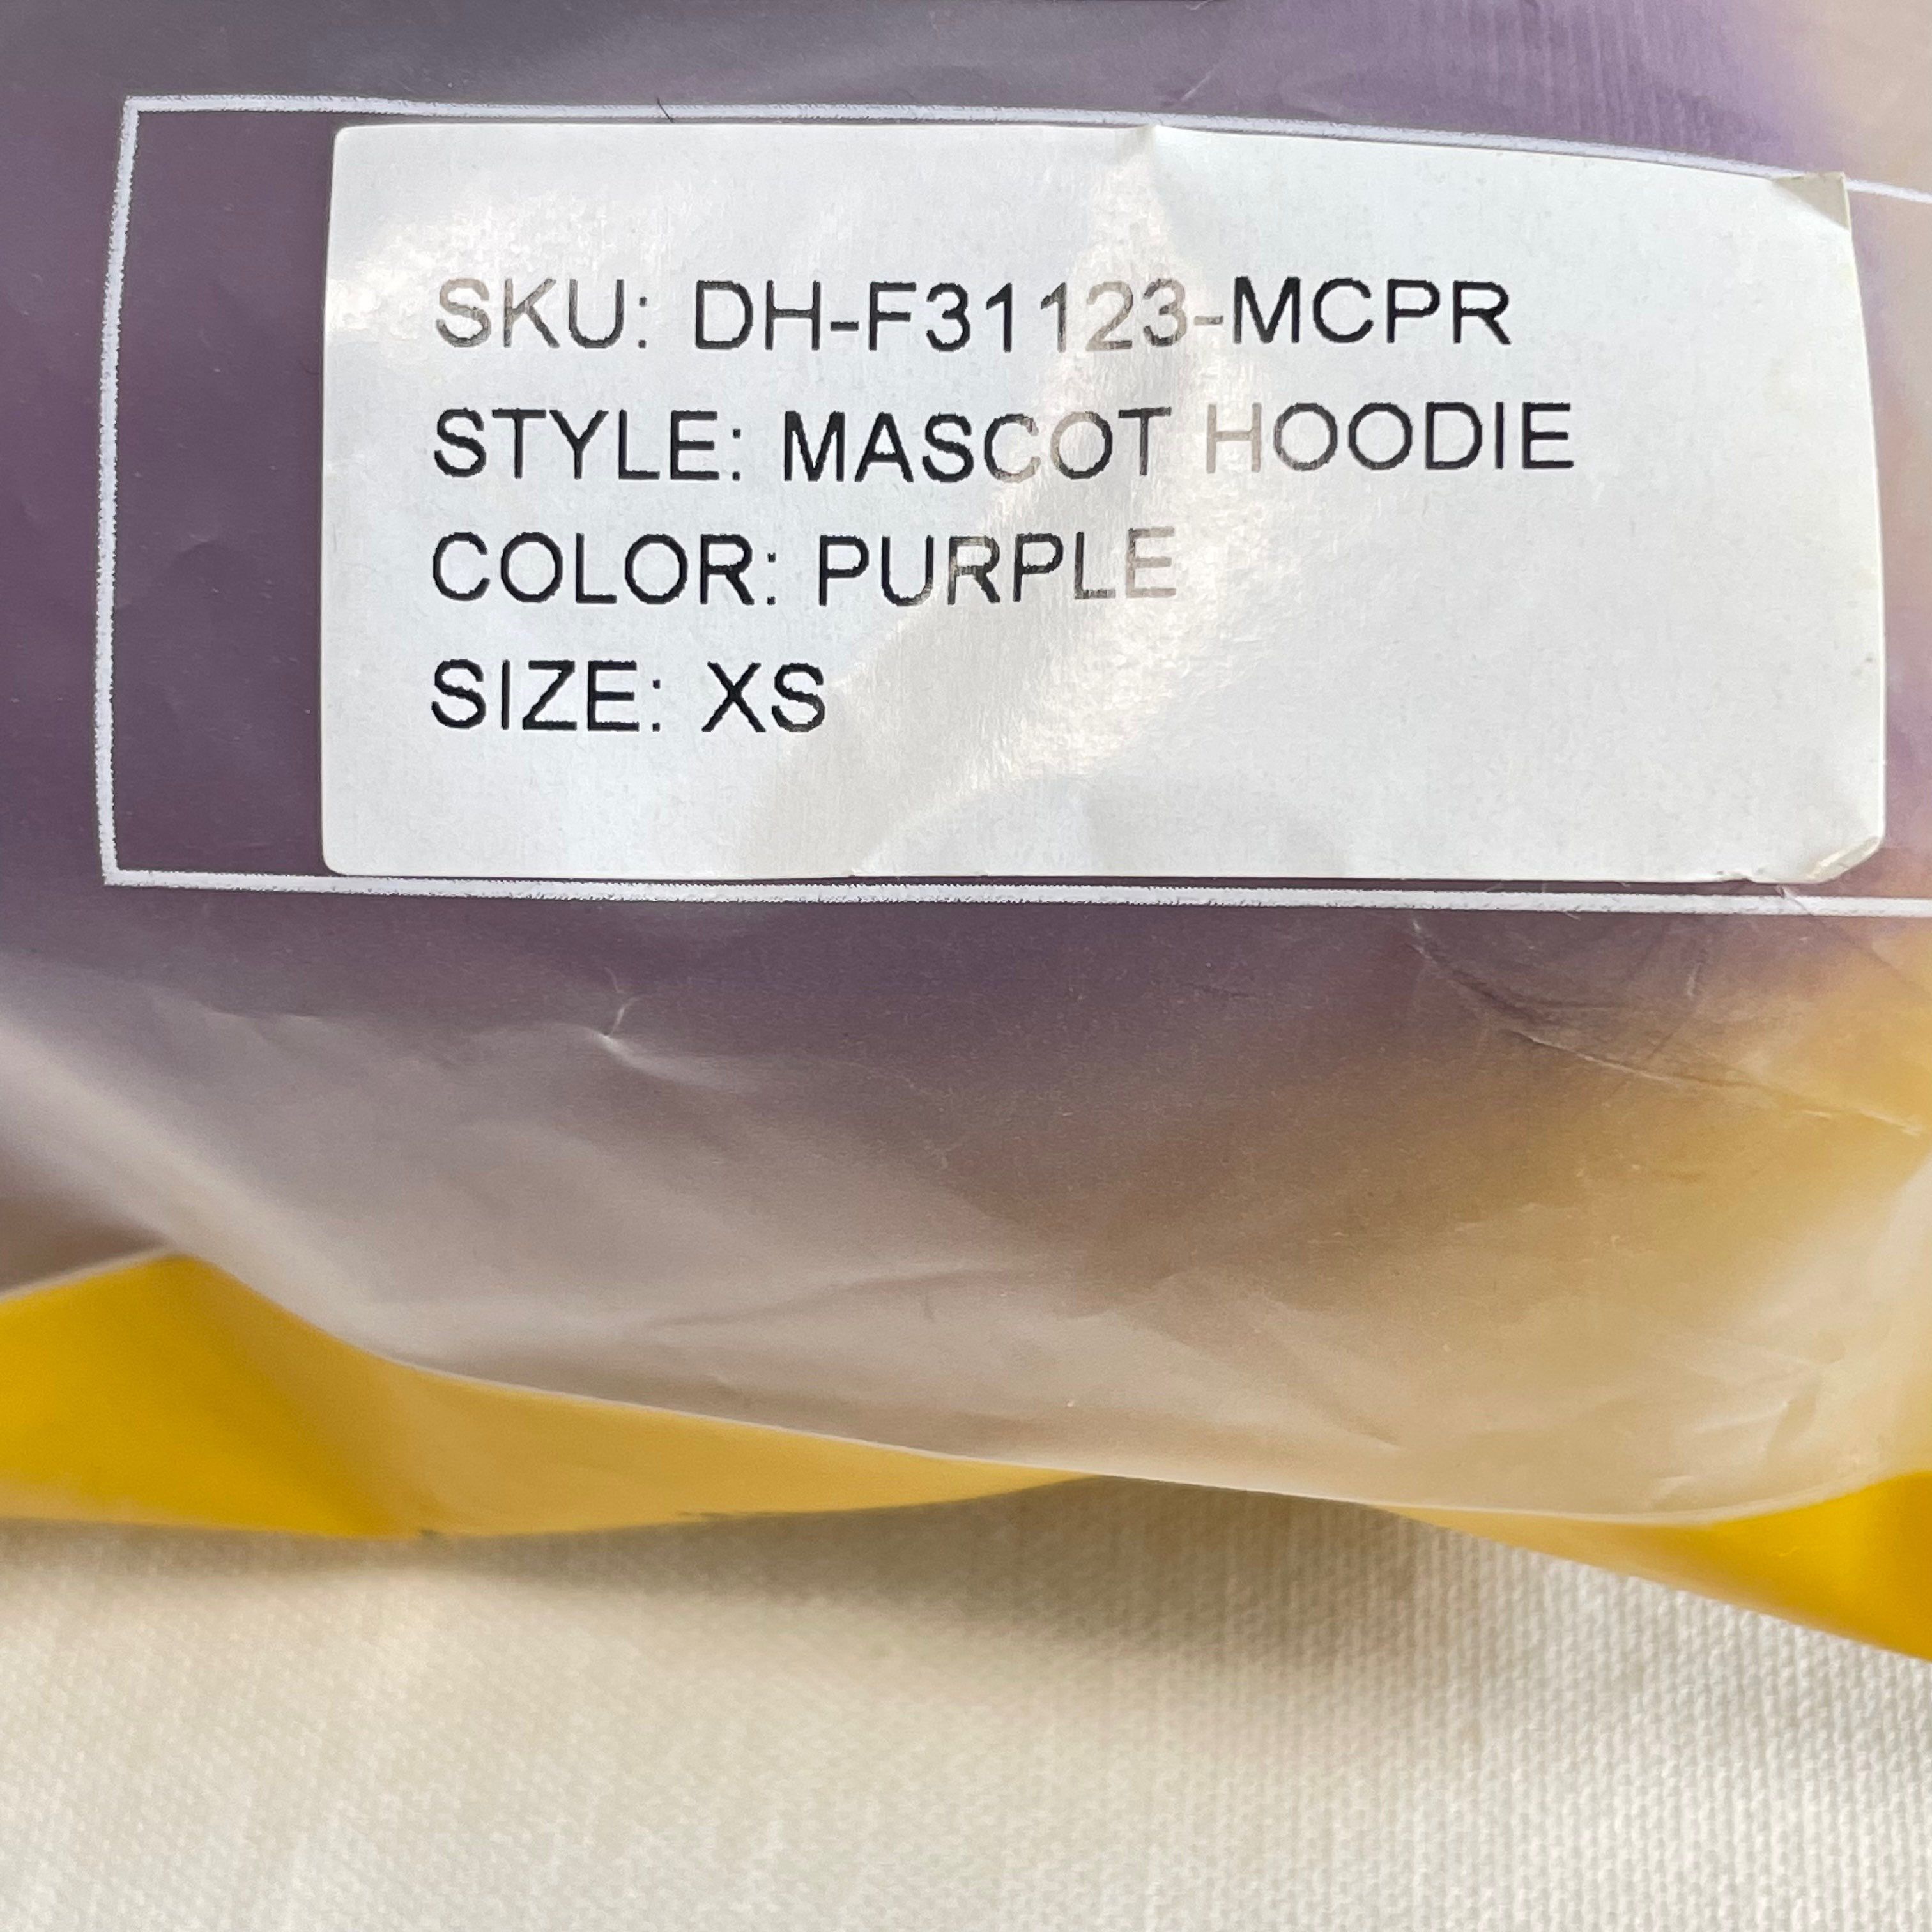 SKU: DH-F31123-MCPR
STYLE: MASCOT HOODIE
COLOR: PURPLE
SIZE: XS